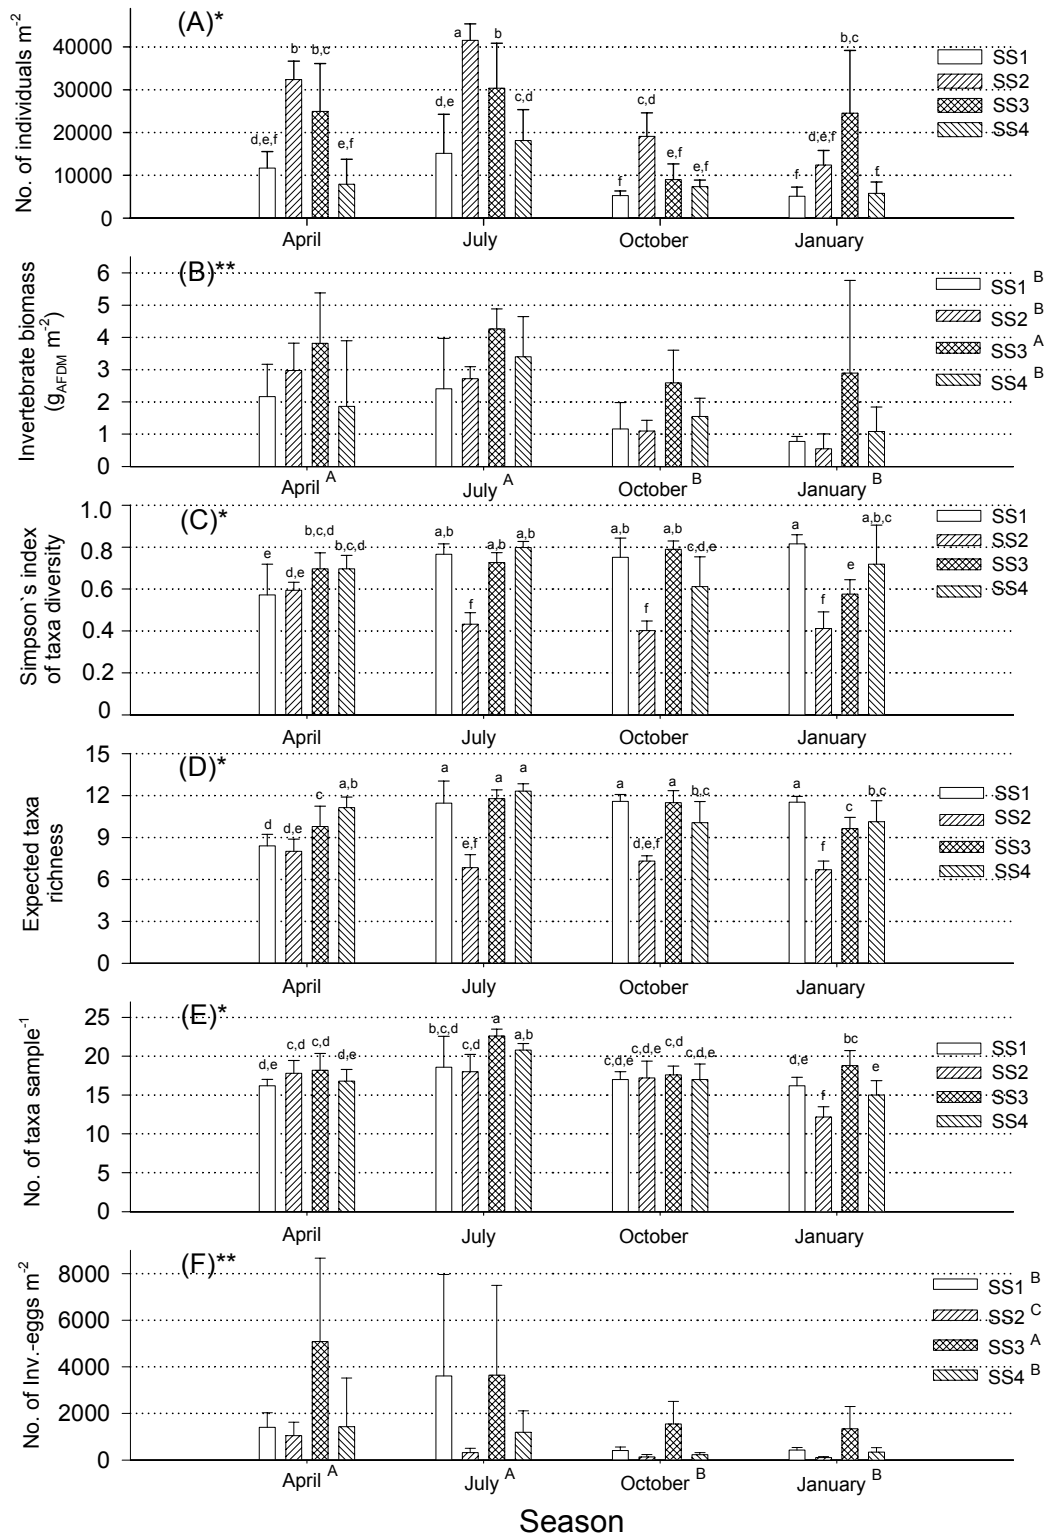 (A)*
No. of individuals m-2
40000
30000
20000
10000
0
d,e,f
b
b,c
e,f
d,e
a
b
c,d
f
c,d
e,f
e,f
f
d,e,f
b,c
f
SS1
SS2
SS3
SS4
April
July
October
January
(B)**
Invertebrate biomass
(gAFDM m-2)
6
5
4
3
2
1
0
SS1 B
SS2 B
SS3 A
SS4 B
April A
July A
October B
January B
(C)*
Simpson`s index
of taxa diversity
1.0
0.8
0.6
0.4
0.2
0
e
d,e
b,c,d
b,c,d
a,b
f
a,b
a,b
a,b
f
a,b
c,d,e
a
f
e
a,b,c
SS1
SS2
SS3
SS4
April
July
October
January
(D)*
Expected taxa
richness
15
12
9
6
3
0
d
d,e
c
a,b
a
e,f
a
a
a
d,e,f
a
b,c
a
f
c
b,c
SS1
SS2
SS3
SS4
April
July
October
January
(E)*
No. of taxa sample-1
25
20
15
10
5
0
d,e
c,d
c,d
d,e
b,c,d
c,d
a
a,b
c,d,e
c,d,e
c,d
c,d,e
d,e
f
bc
e
SS1
SS2
SS3
SS4
April
July
October
January
(F)**
No. of Inv.-eggs m-2
8000
6000
4000
2000
0
SS1 B
SS2 C
SS3 A
SS4 B
April A
July A
October B
January B
Season